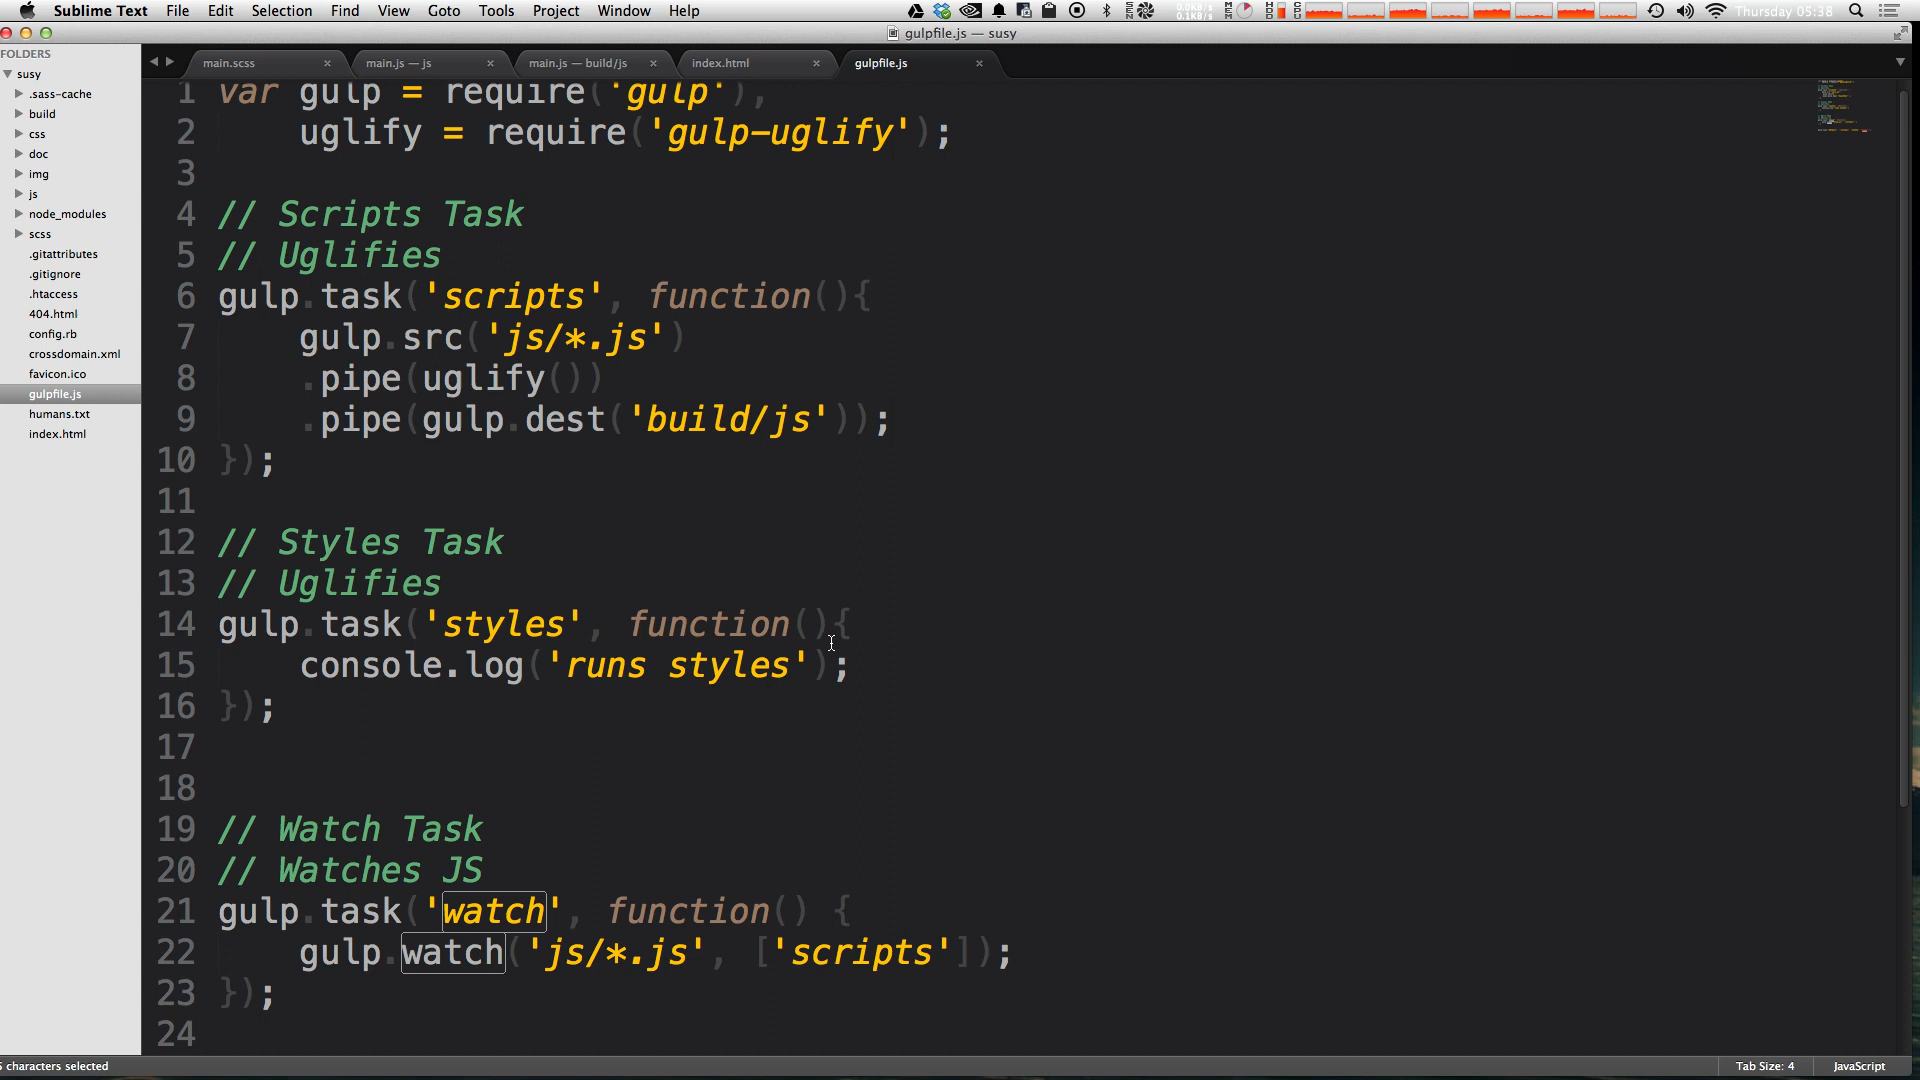 Sublime Text File Edit Selection Find View Goto Tools Project Window Help 0.0KB/s 0.1KB/s Thursday 05:38
gulpfile.js — susy
FOLDERS
susy
.sass-cache
build
css
doc
img
js
node_modules
scss
.gitattributes
.gitignore
.htaccess
404.html
config.rb
crossdomain.xml
favicon.ico
gulpfile.js
humans.txt
index.html
main.scss × main.js — js × main.js — build/js × index.html × gulpfile.js ×
1 var gulp = require('gulp'),
2 uglify = require('gulp-uglify');
3
4 // Scripts Task
5 // Uglifies
6 gulp.task('scripts', function(){
7 gulp.src('js/*.js')
8 .pipe(uglify())
9 .pipe(gulp.dest('build/js'));
10 });
11
12 // Styles Task
13 // Uglifies
14 gulp.task('styles', function(){
15 console.log('runs styles');
16 });
17
18
19 // Watch Task
20 // Watches JS
21 gulp.task('watch', function() {
22 gulp.watch('js/*.js', ['scripts']);
23 });
24
characters selected Tab Size: 4 JavaScript